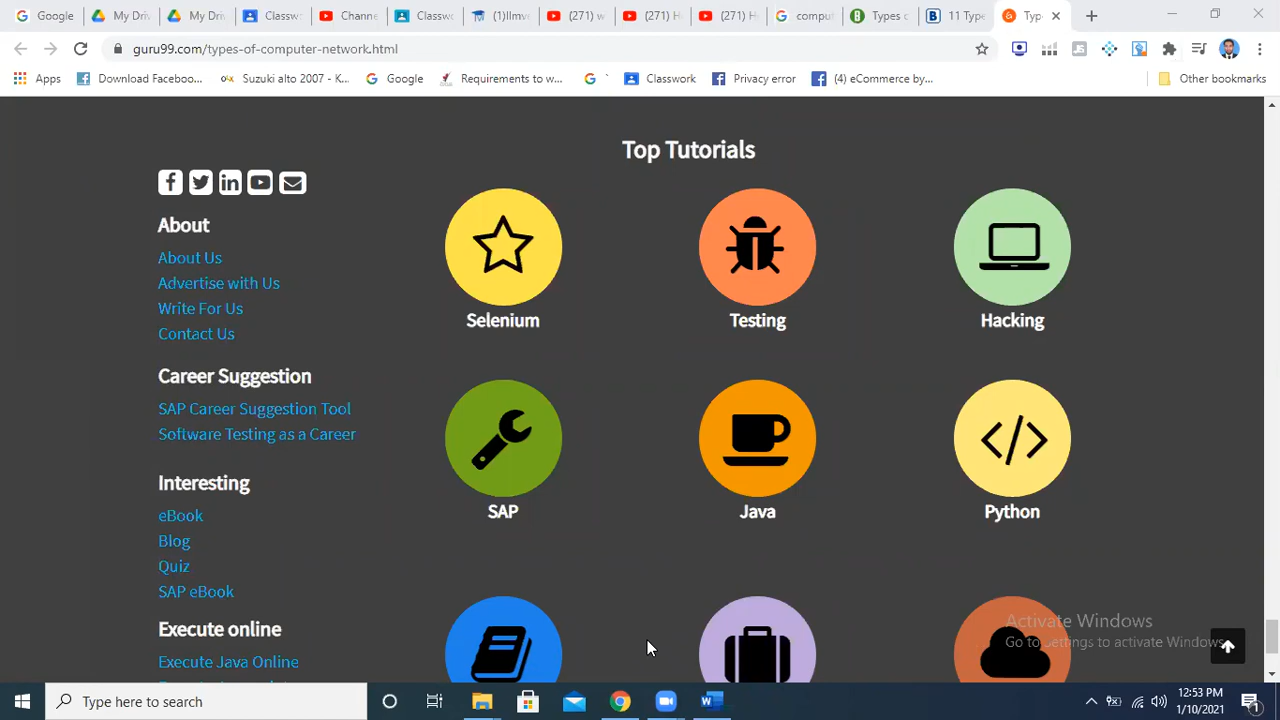 Google
My Driv
My Driv
Classw
Channe
Classwo
(1)lmv
(271) w
(271) H
(271) H
comput
Types c
11 Type
Typ
guru99.com/types-of-computer-network.html
Apps
Download Faceboo...
Suzuki alto 2007 - K...
Google
Requirements to w...
Classwork
Privacy error
(4) eCommerce by...
Other bookmarks
Top Tutorials
About
About Us
Advertise with Us
Write For Us
Contact Us
Career Suggestion
SAP Career Suggestion Tool
Software Testing as a Career
Interesting
eBook
Blog
Quiz
SAP eBook
Execute online
Execute Java Online
Selenium
Testing
Hacking
SAP
Java
Python
Activate Windows
Go to Settings to activate Windows.
Type here to search
12:53 PM
1/10/2021